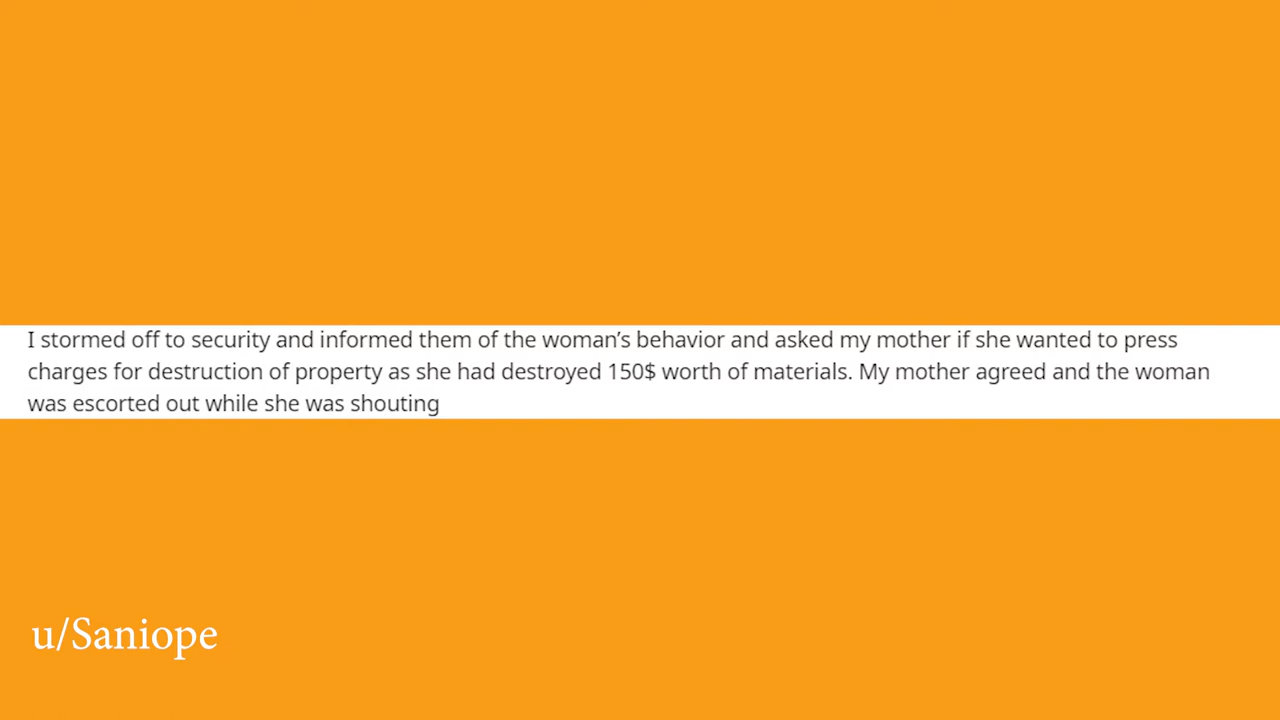 I stormed off to security and informed them of the woman’s behavior and asked my mother if she wanted to press
charges for destruction of property as she had destroyed 150$ worth of materials. My mother agreed and the woman
was escorted out while she was shouting
u/Saniope